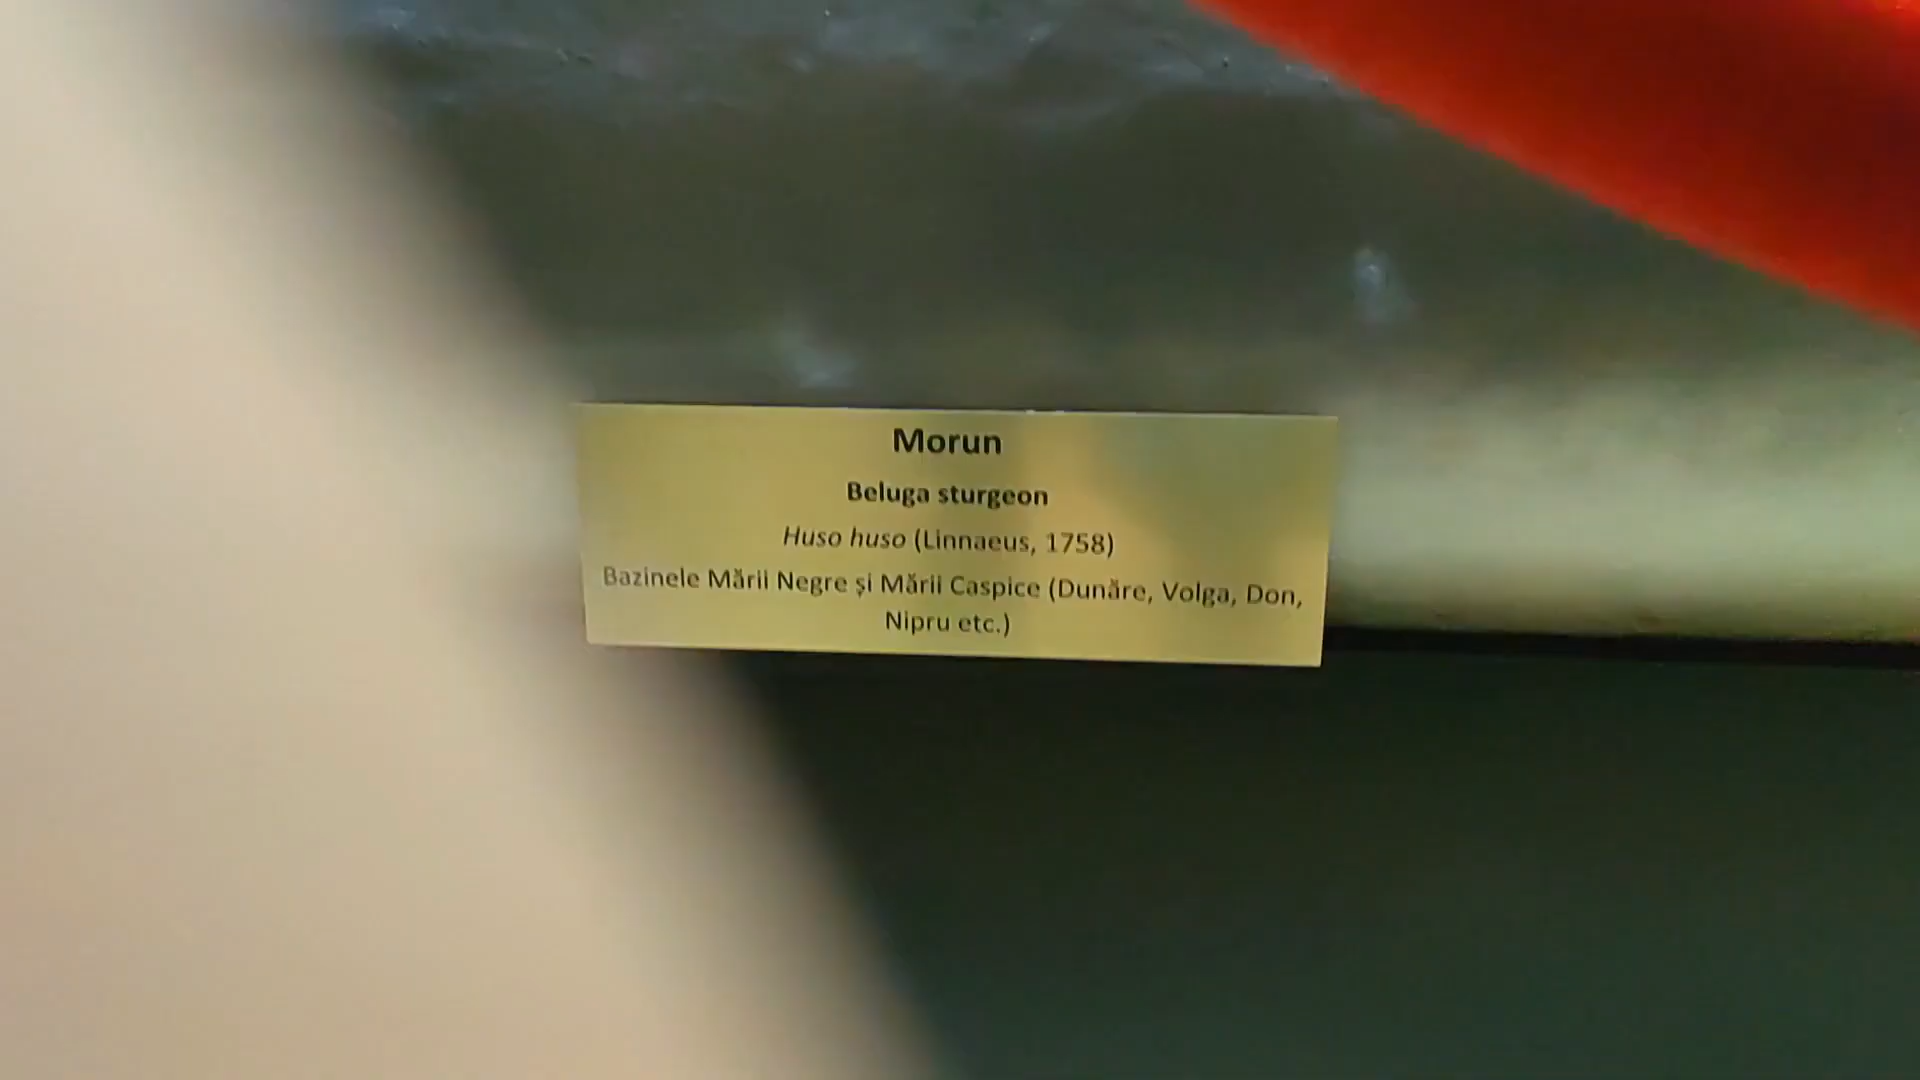 Morun
Beluga sturgeon
Huso huso (Linnaeus, 1758)
Bazinele Mării Negre și Mării Caspice (Dunăre, Volga, Don,
Nipru etc.)